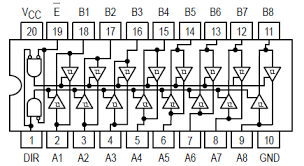 VCC E B1 B2 B3 B4 B5 B6 B7 B8
20 19 18 17 16 15 14 13 12 11
1 2 3 4 5 6 7 8 9 10
DIR A1 A2 A3 A4 A5 A6 A7 A8 GND